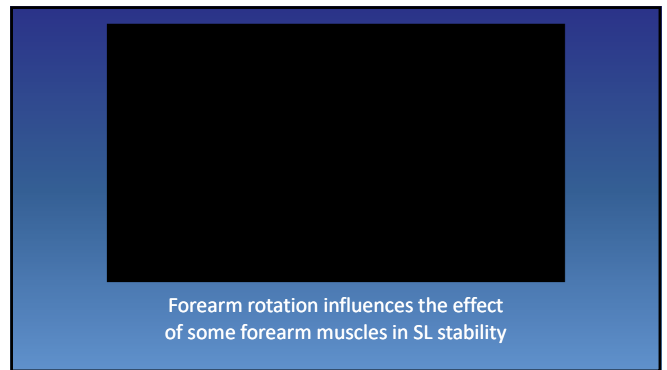 Forearm rotation influences the effect
of some forearm muscles in SL stability